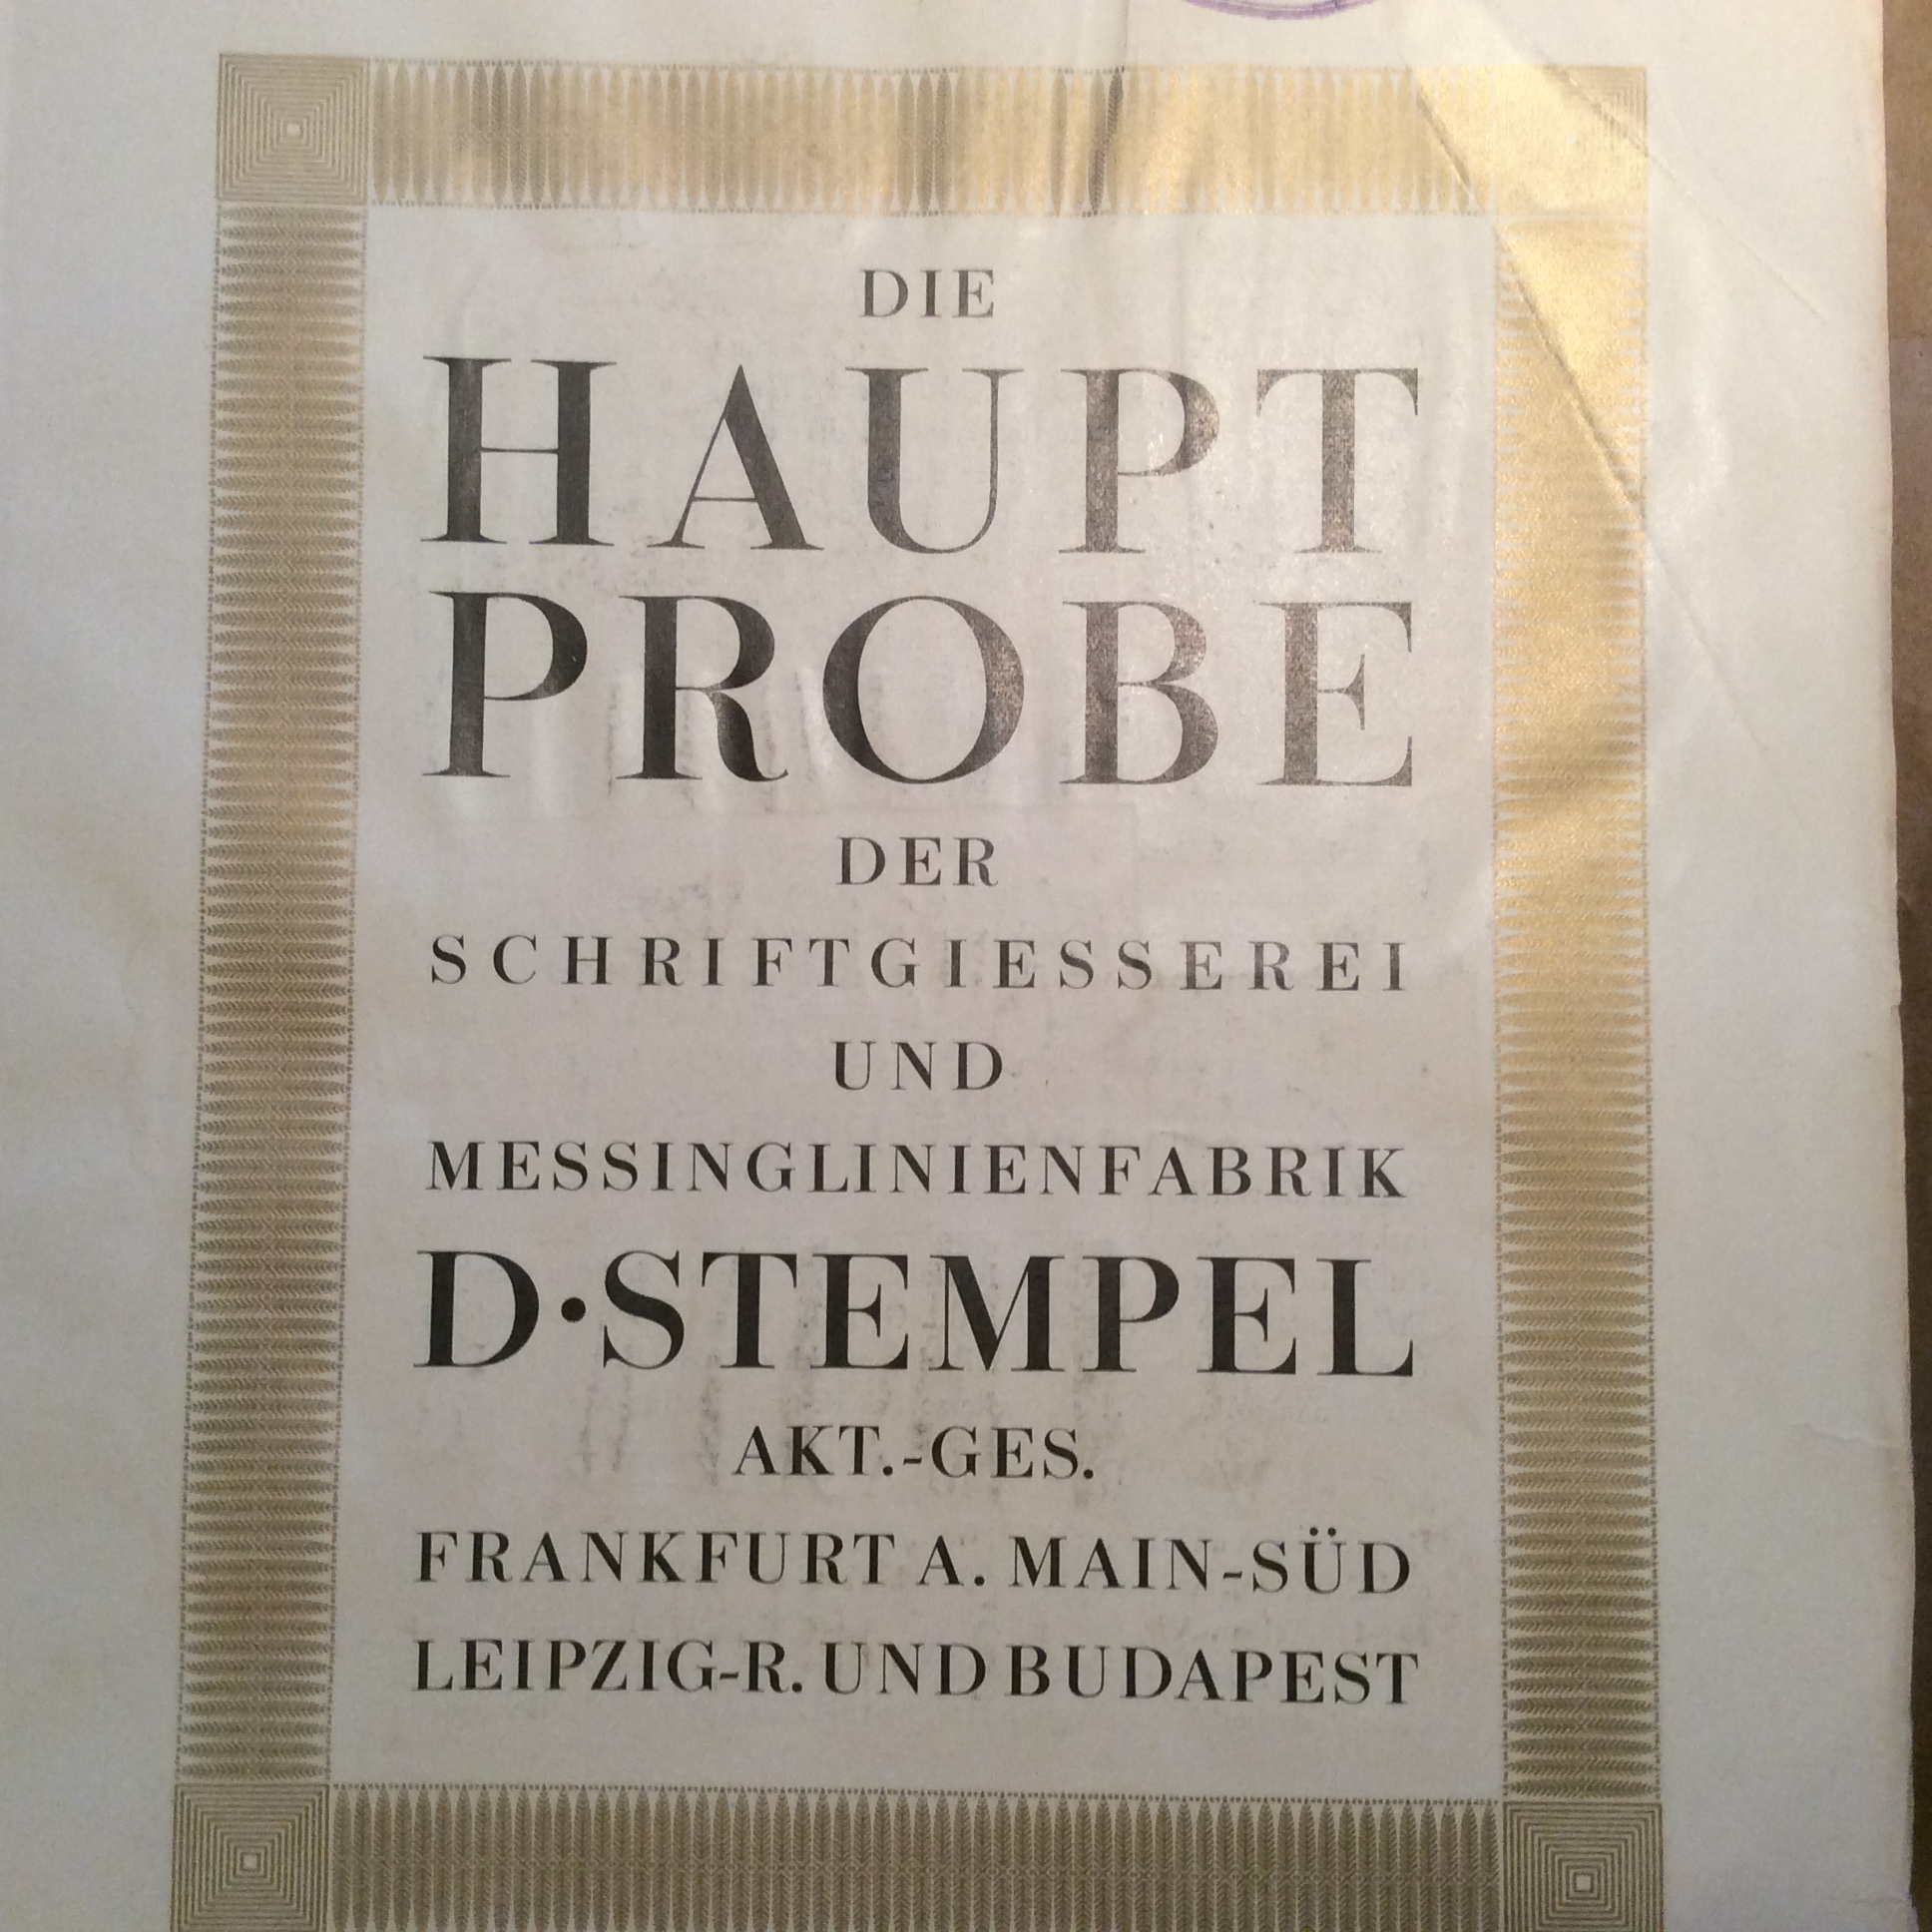 DIE
HAUPT
PROBE
DER
SCHRIFTGIESSEREI
UND
MESSINGLINIENFABRIK
D·STEMPEL
AKT.-GES.
FRANKFURT A. MAIN-SÜD
LEIPZIG-R. UND BUDAPEST